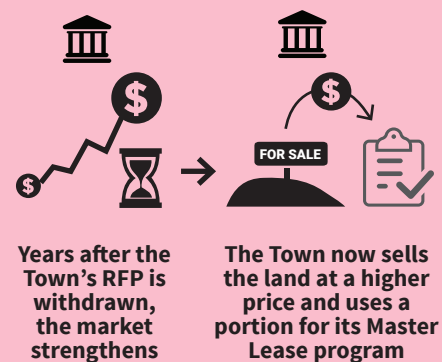 $
$
$
FOR SALE
Years after the
Town's RFP is
withdrawn,
the market
strengthens
The Town now sells
the land at a higher
price and uses a
portion for its Master
Lease program